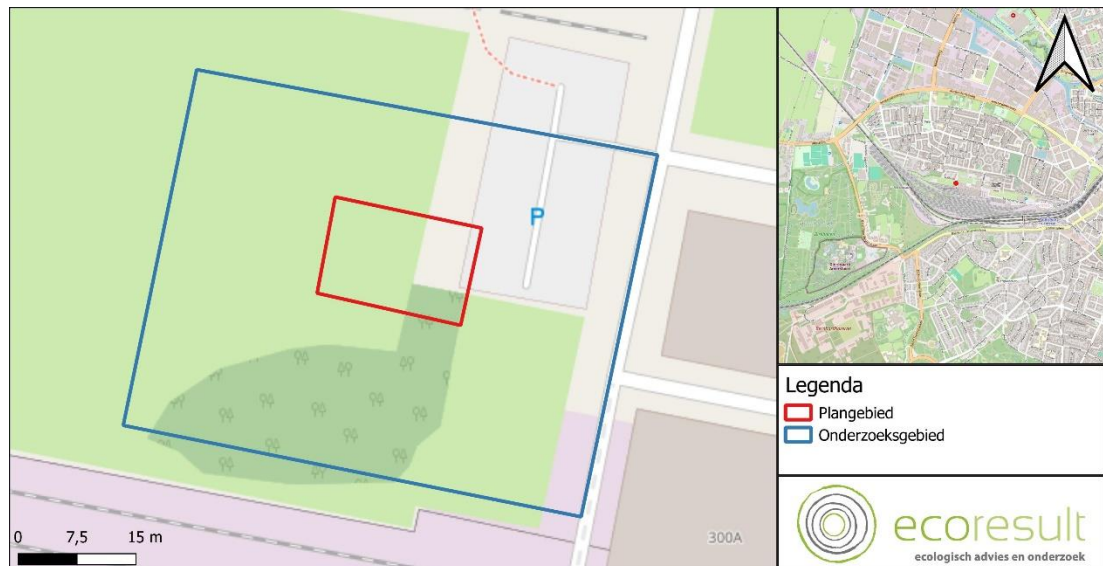 P
300A
0 7,5 15 m
Legenda
Plangebied
Onderzoeksgebied
ecoresult
ecologisch advies en onderzoek